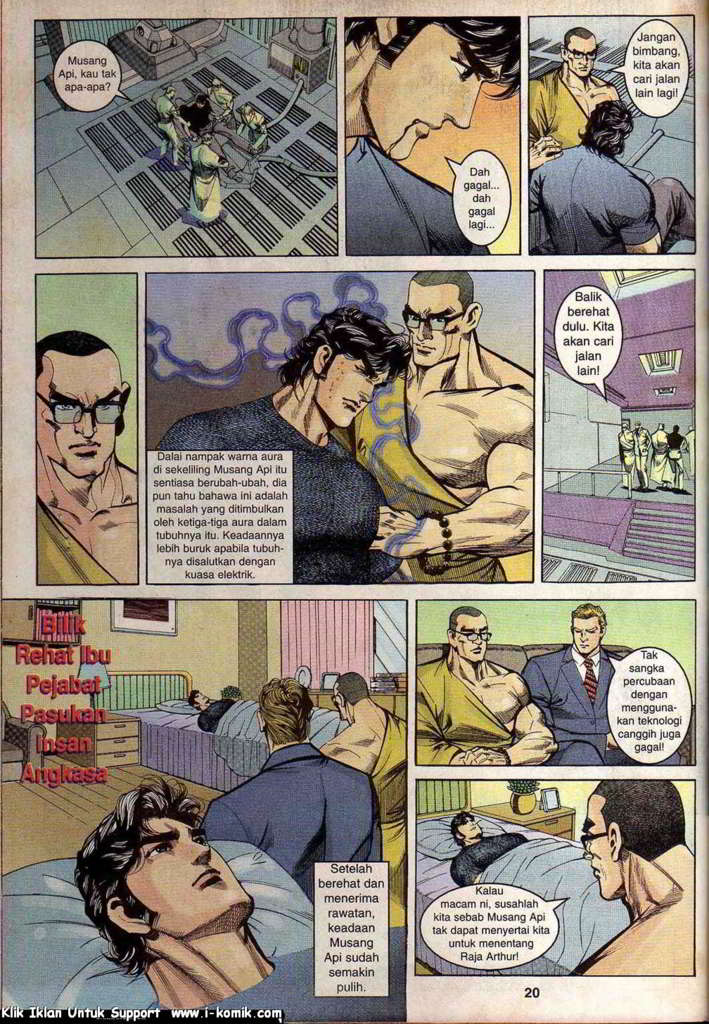 Musang
Api, kau tak
apa-apa?
Dah
gagal...
dah
gagal
lagi...
Jangan
bimbang,
kita akan
cari jalan
lain lagi!
Dalai nampak warna aura
di sekeliling Musang Api itu
sentiasa berubah-ubah, dia
pun tahu bahawa ini adalah
masalah yang ditimbulkan
oleh ketiga-tiga aura dalam
tubuhnya itu. Keadaannya
lebih buruk apabila tubuh-
nya disalutkan dengan
kuasa elektrik.
Balik
berehat
dulu. Kita
akan cari
jalan
lain!
Bilik
Rehat Ibu
Pejabat
Pasukan
Insan
Angkasa
Setelah
berehat dan
menerima
rawatan,
keadaan
Musang
Api sudah
semakin
pulih.
Tak
sangka
percubaan
dengan
mengguna-
kan teknologi
canggih juga
gagal!
Kalau
macam ni, susahlah
kita sebab Musang Api
tak dapat menyertai kita
untuk menentang
Raja Arthur!
20
Klik Iklan Untuk Support www.i-komik.com